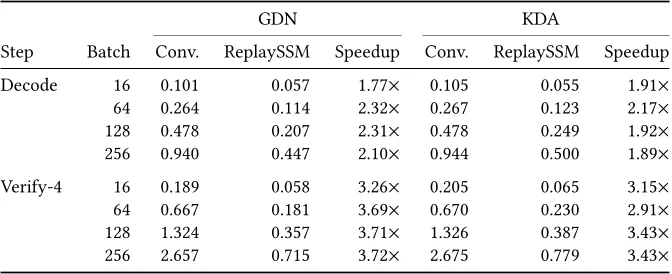 GDN KDA
Step Batch Conv. ReplaySSM Speedup Conv. ReplaySSM Speedup
Decode 16 0.101 0.057 1.77× 0.105 0.055 1.91×
64 0.264 0.114 2.32× 0.267 0.123 2.17×
128 0.478 0.207 2.31× 0.478 0.249 1.92×
256 0.940 0.447 2.10× 0.944 0.500 1.89×
Verify-4 16 0.189 0.058 3.26× 0.205 0.065 3.15×
64 0.667 0.181 3.69× 0.670 0.230 2.91×
128 1.324 0.357 3.71× 1.326 0.387 3.43×
256 2.657 0.715 3.72× 2.675 0.779 3.43×